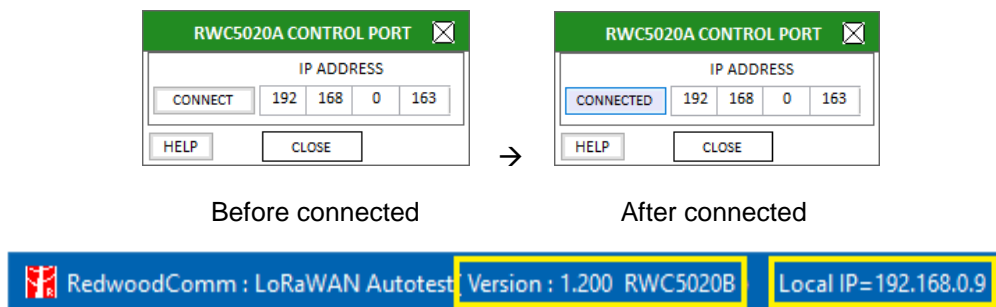 RWC5020A CONTROL PORT
IP ADDRESS
CONNECT 192 168 0 163
HELP CLOSE
→
RWC5020A CONTROL PORT
IP ADDRESS
CONNECTED 192 168 0 163
HELP CLOSE
Before connected After connected
RedwoodComm : LoRaWAN Autotest( Version : 1.200 RWC5020B Local IP=192.168.0.9